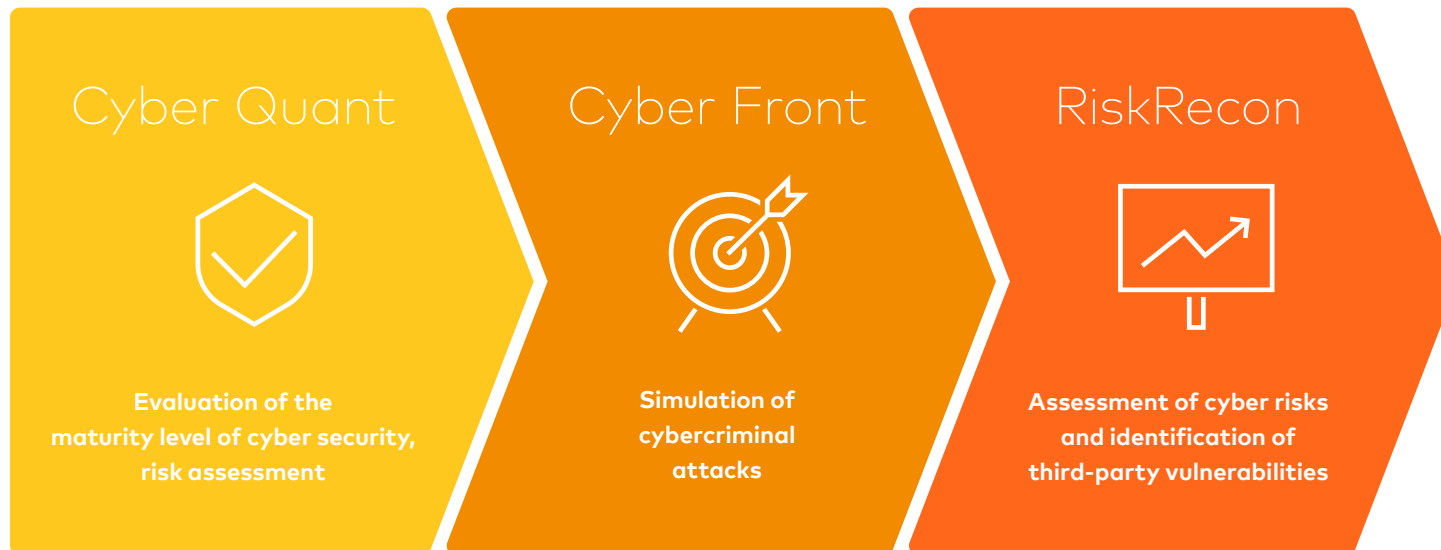 Cyber Quant
Evaluation of the
maturity level of cyber security,
risk assessment
Cyber Front
Simulation of
cybercriminal
attacks
RiskRecon
Assessment of cyber risks
and identification of
third-party vulnerabilities